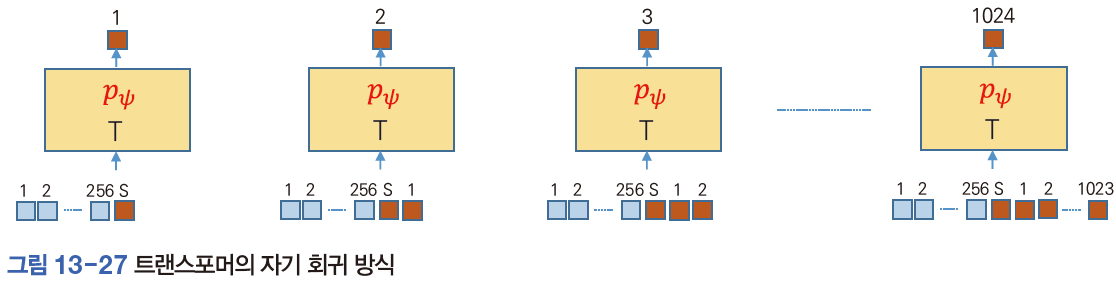 1 2 3 1024
pψ pψ pψ pψ
T T T T
1 2 256 S 1 2 256 S 1 1 2 256 S 1 2 1 2 256 S 1 2 1023
그림 13-27 트랜스포머의 자기 회귀 방식